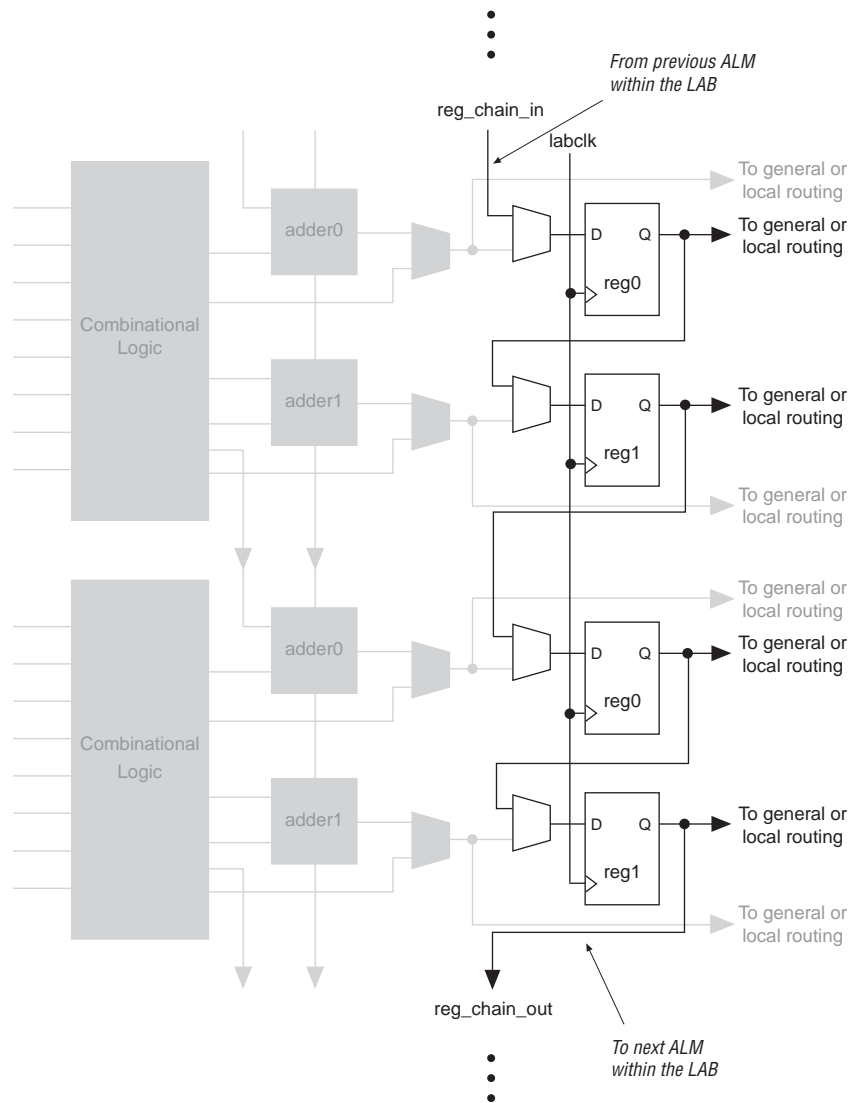 From previous ALM
within the LAB
reg_chain_in
labclk
To general or
local routing
adder0
D Q
To general or
local routing
reg0
Combinational
Logic
adder1
D Q
To general or
local routing
reg1
To general or
local routing
To general or
local routing
adder0
D Q
To general or
local routing
reg0
Combinational
Logic
adder1
D Q
To general or
local routing
reg1
To general or
local routing
reg_chain_out
To next ALM
within the LAB